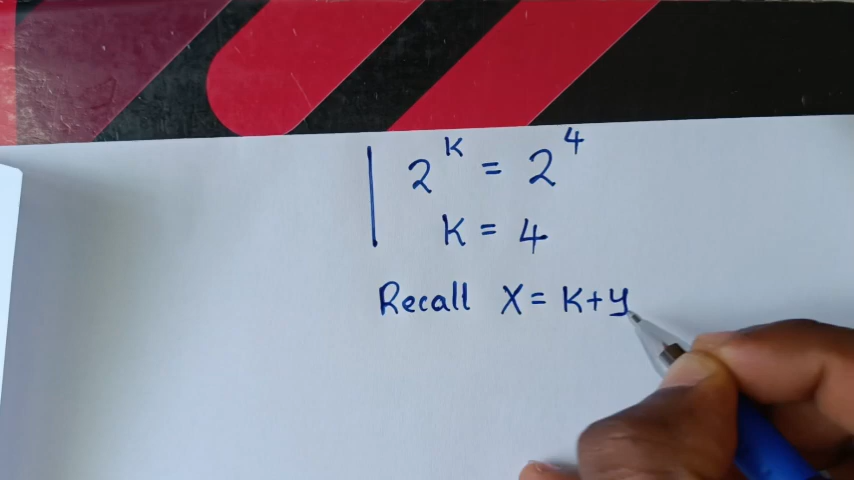 2^k = 2^4
k = 4
Recall x = k+y